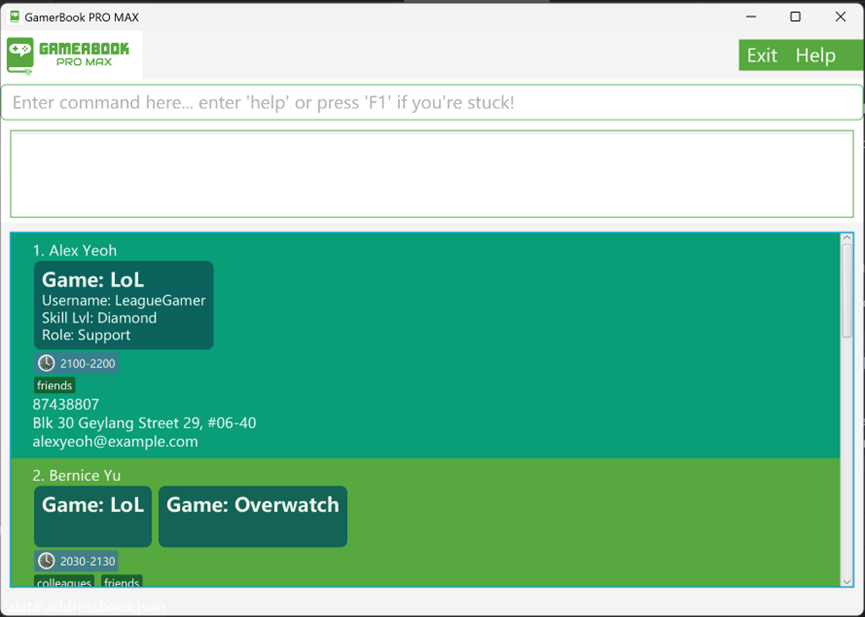 GamerBook PRO MAX
GAMERBOOK
PRO MAX
Exit Help
Enter command here... enter 'help' or press 'F1' if you're stuck!
1. Alex Yeoh
Game: LoL
Username: LeagueGamer
Skill Lvl: Diamond
Role: Support
2100-2200
friends
87438807
Blk 30 Geylang Street 29, #06-40
alexyeoh@example.com
2. Bernice Yu
Game: LoL Game: Overwatch
2030-2130
colleagues friends
\data\addressbook.json